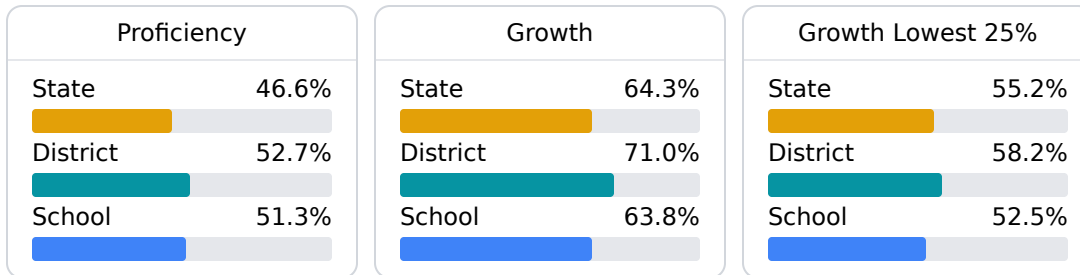 Proficiency
State 46.6%
District 52.7%
School 51.3%
Growth
State 64.3%
District 71.0%
School 63.8%
Growth Lowest 25%
State 55.2%
District 58.2%
School 52.5%